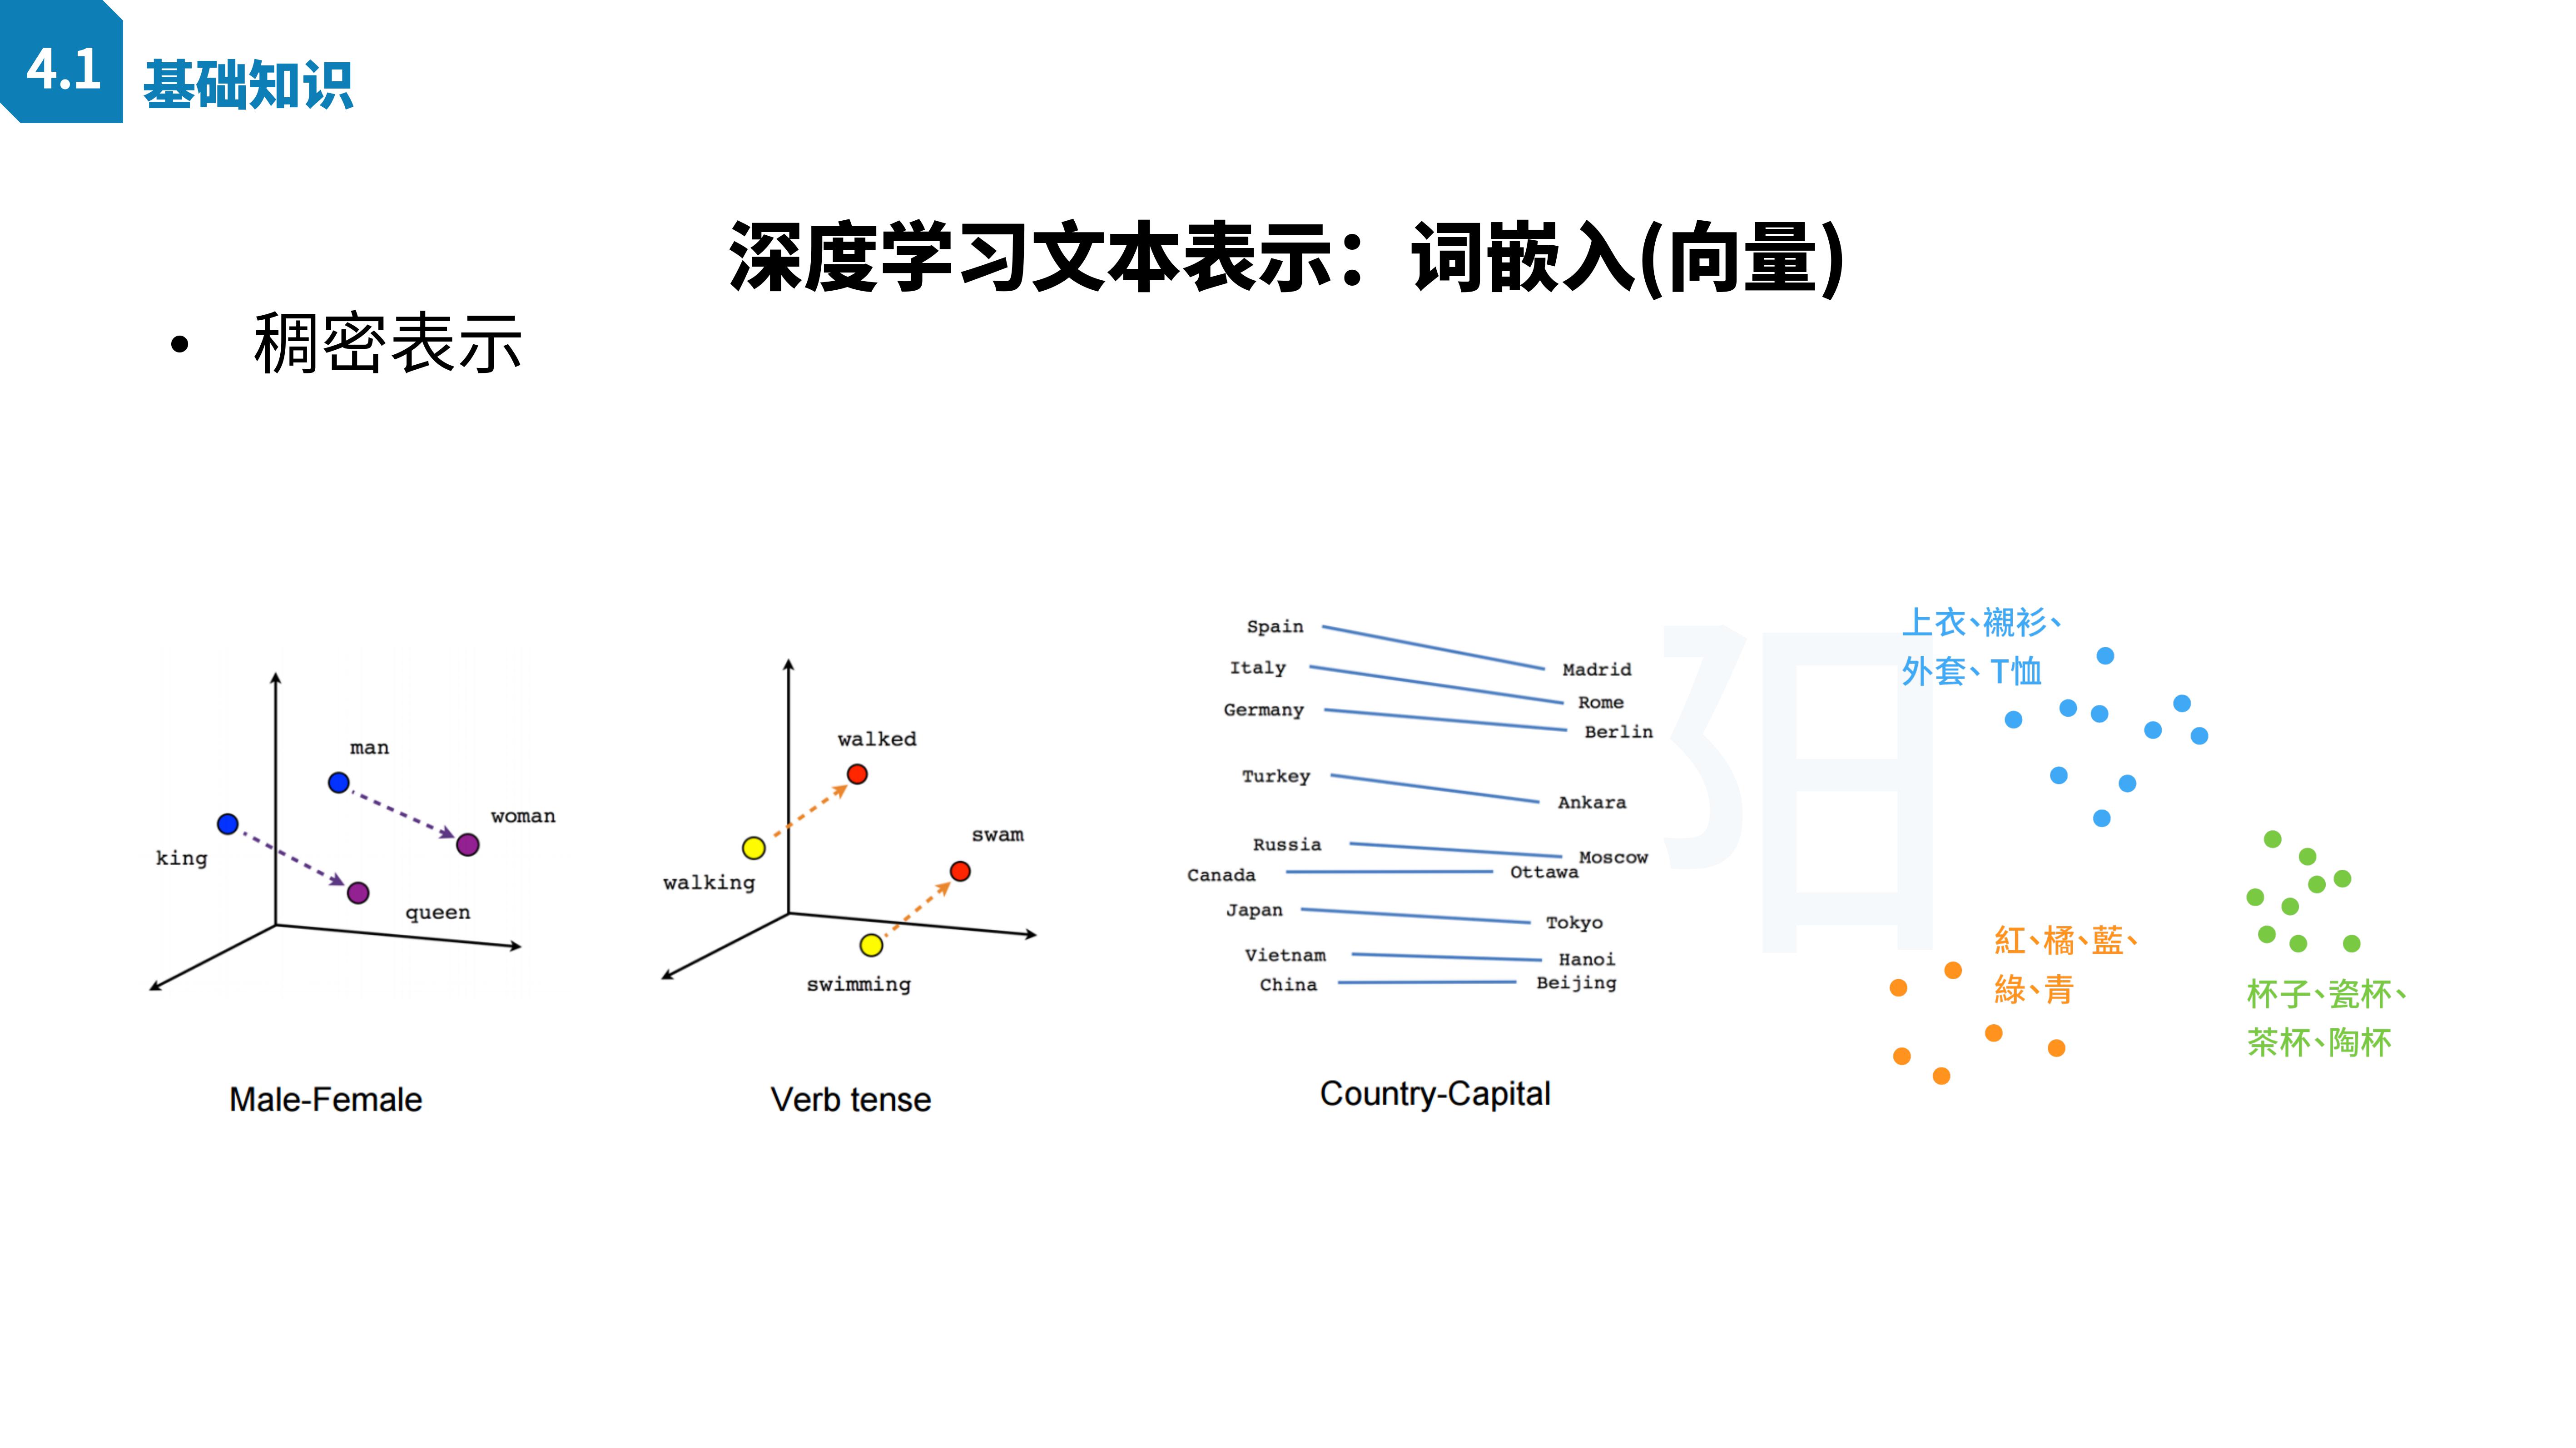 4.1
基础知识
深度学习文本表示：词嵌入(向量)
• 稠密表示
man
woman
king
queen
Male-Female
walked
swam
walking
swimming
Verb tense
Spain
Madrid
Italy
Rome
Germany
Berlin
Turkey
Ankara
Russia
Moscow
Canada
Ottawa
Japan
Tokyo
Vietnam
Hanoi
China
Beijing
Country-Capital
上衣、襯衫、
外套、T恤
紅、橘、藍、
綠、青
杯子、瓷杯、
茶杯、陶杯
阳